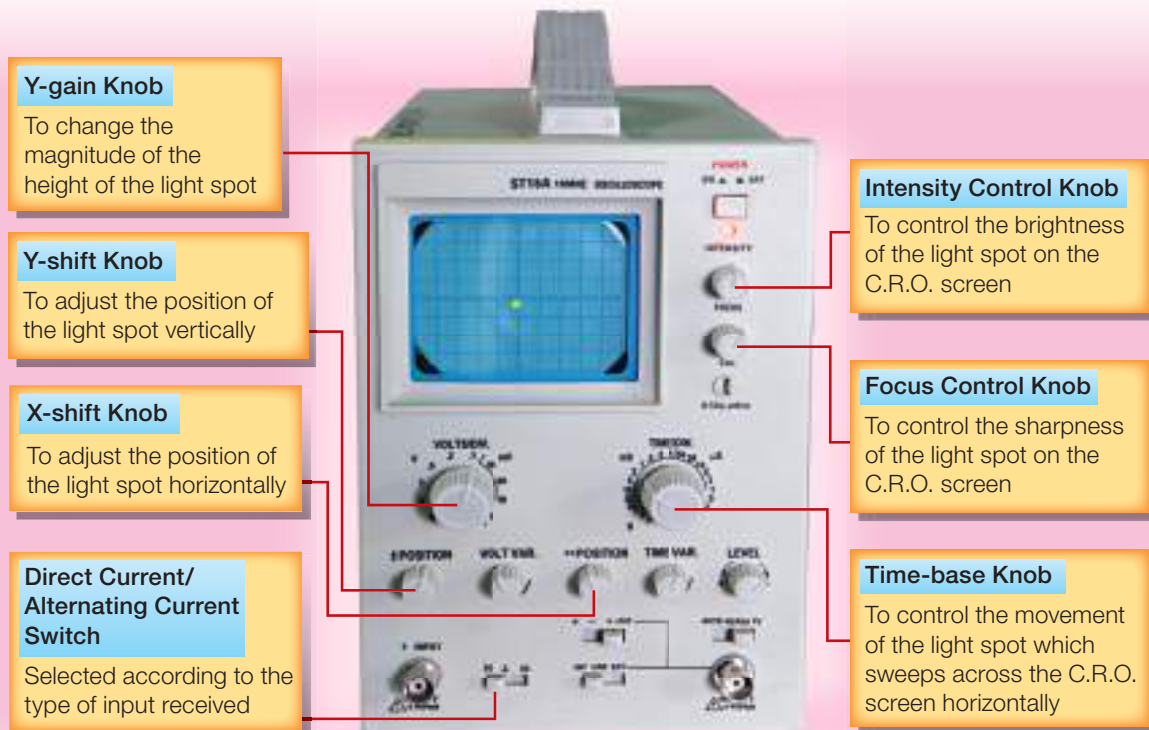 Y-gain Knob
To change the
magnitude of the
height of the light spot
Y-shift Knob
To adjust the position of
the light spot vertically
X-shift Knob
To adjust the position of
the light spot horizontally
Direct Current/
Alternating Current
Switch
Selected according to the
type of input received
ST16A 10MHZ OSCILLOSCOPE
POWER
INTENSITY
FOCUS
VOLTS/DIV.
TIME/DIV.
POSITION VOLT VAR. POSITION TIME VAR. LEVEL
INPUT
Intensity Control Knob
To control the brightness
of the light spot on the
C.R.O. screen
Focus Control Knob
To control the sharpness
of the light spot on the
C.R.O. screen
Time-base Knob
To control the movement
of the light spot which
sweeps across the C.R.O.
screen horizontally